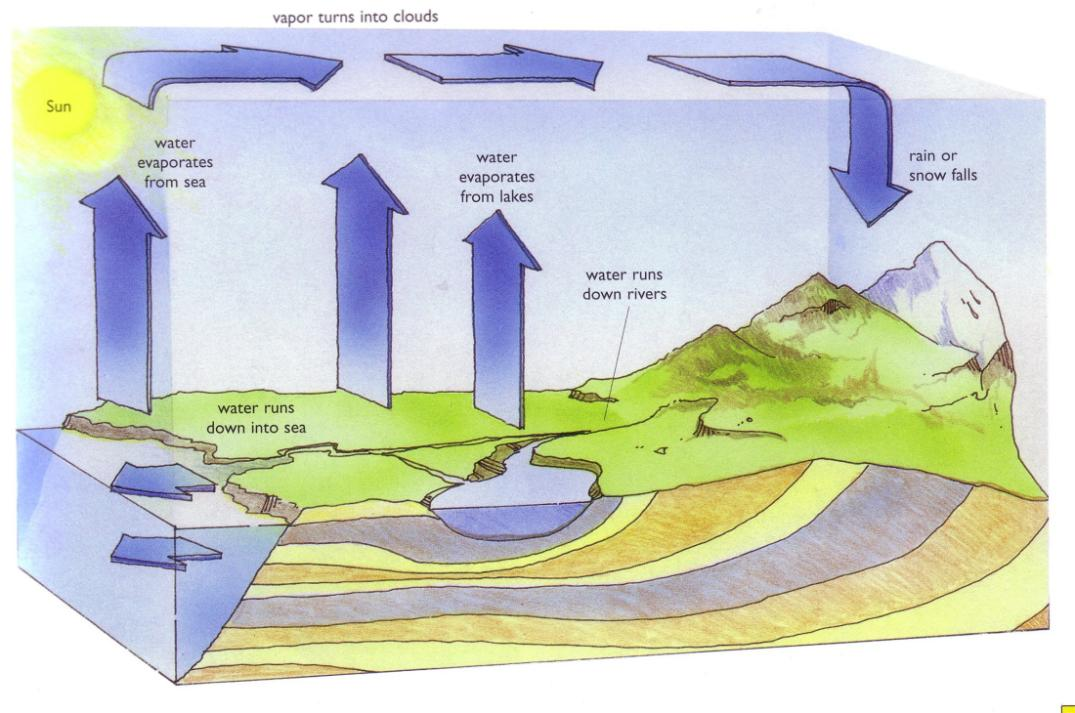 vapor turns into clouds
Sun
water
evaporates
from sea
water
evaporates
from lakes
rain or
snow falls
water runs
down rivers
water runs
down into sea